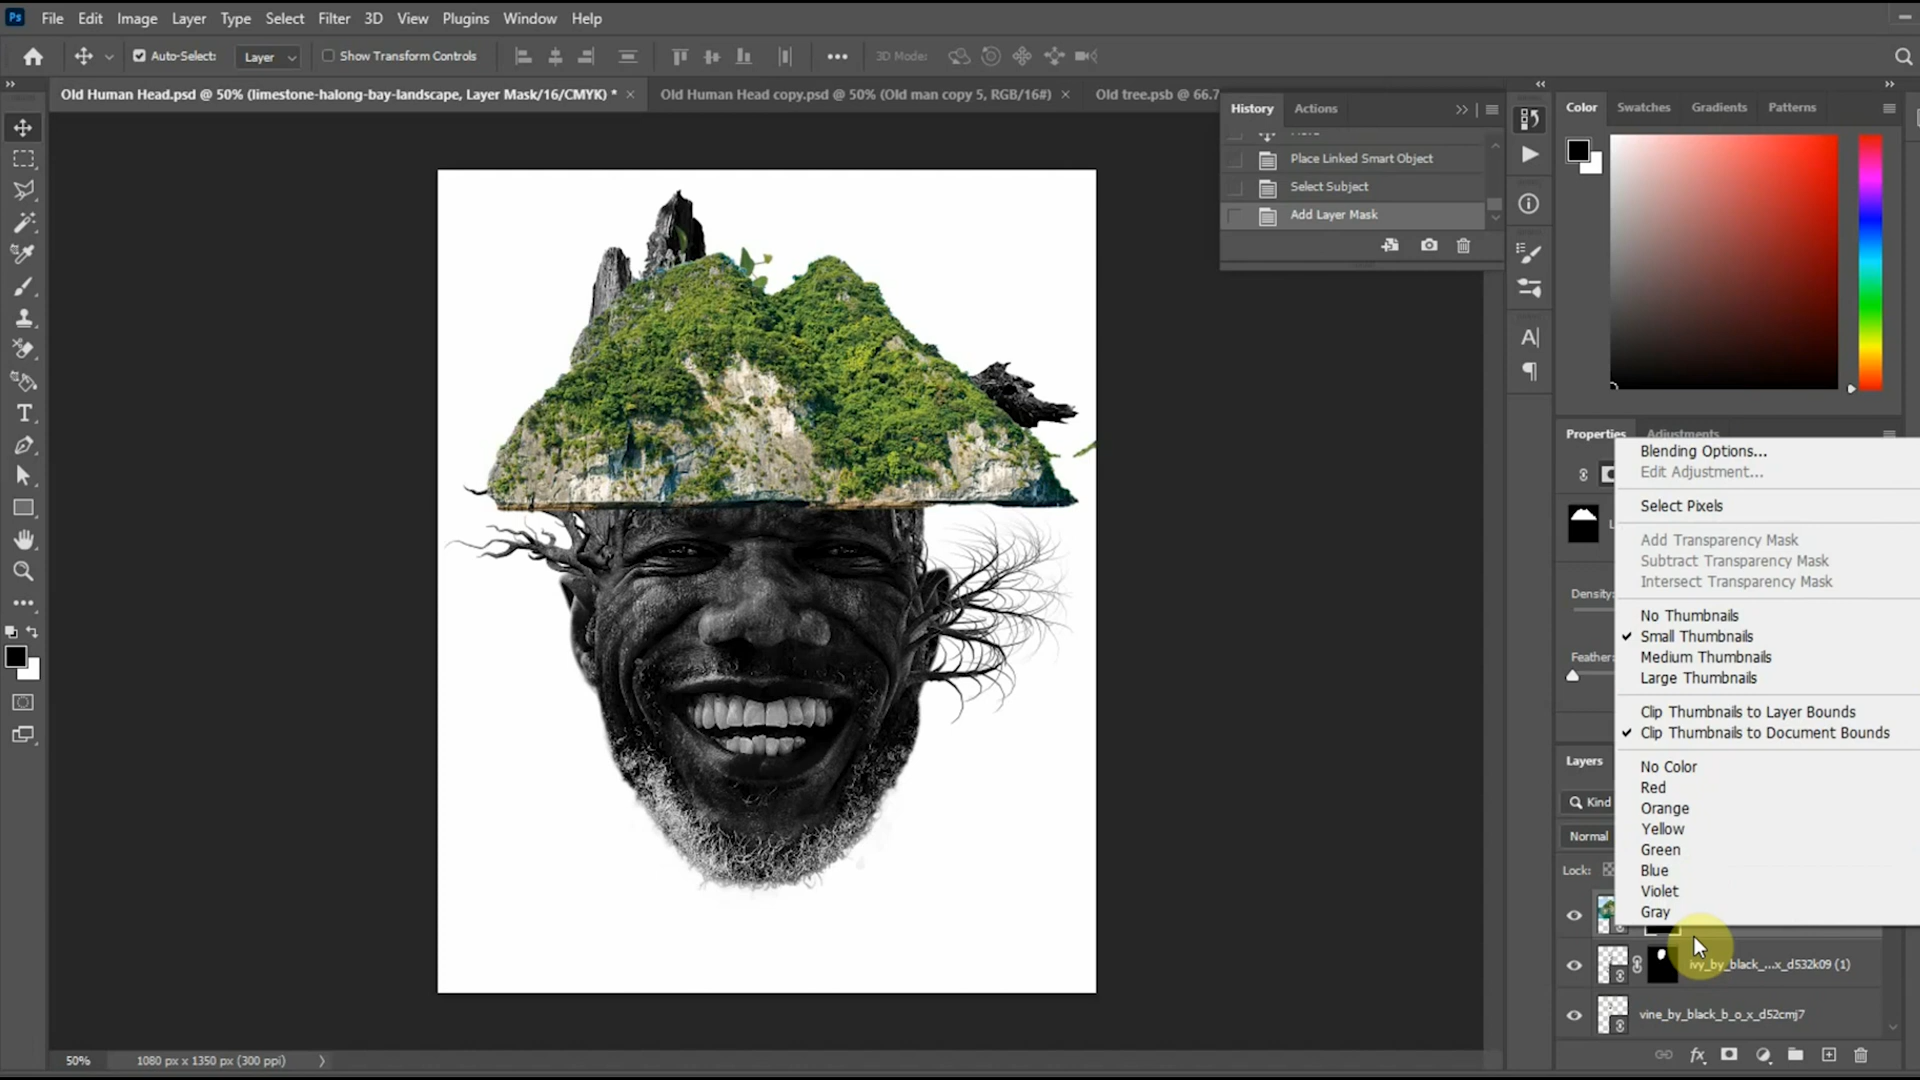 Ps File Edit Image Layer Type Select Filter 3D View Plugins Window Help
Auto-Select: Layer Show Transform Controls 3D Mode:
Old Human Head.psd @ 50% (limestone-halong-bay-landscape, Layer Mask/16/CMYK) *
Old Human Head copy.psd @ 50% (Old man copy 5, RGB/16#)
Old tree.psb @ 66.7
History Actions
Place Linked Smart Object
Select Subject
Add Layer Mask
Color Swatches Gradients Patterns
Properties Adjustments
Density:
Feather:
Layers
Kind
Normal
Lock:
Blending Options...
Edit Adjustment...
Select Pixels
Add Transparency Mask
Subtract Transparency Mask
Intersect Transparency Mask
No Thumbnails
Small Thumbnails
Medium Thumbnails
Large Thumbnails
Clip Thumbnails to Layer Bounds
Clip Thumbnails to Document Bounds
No Color
Red
Orange
Yellow
Green
Blue
Violet
Gray
ivy_by_black_...x_d532k09 (1)
vine_by_black_b_o_x_d52cmj7
fx
50% 1080 px x 1350 px (300 ppi)